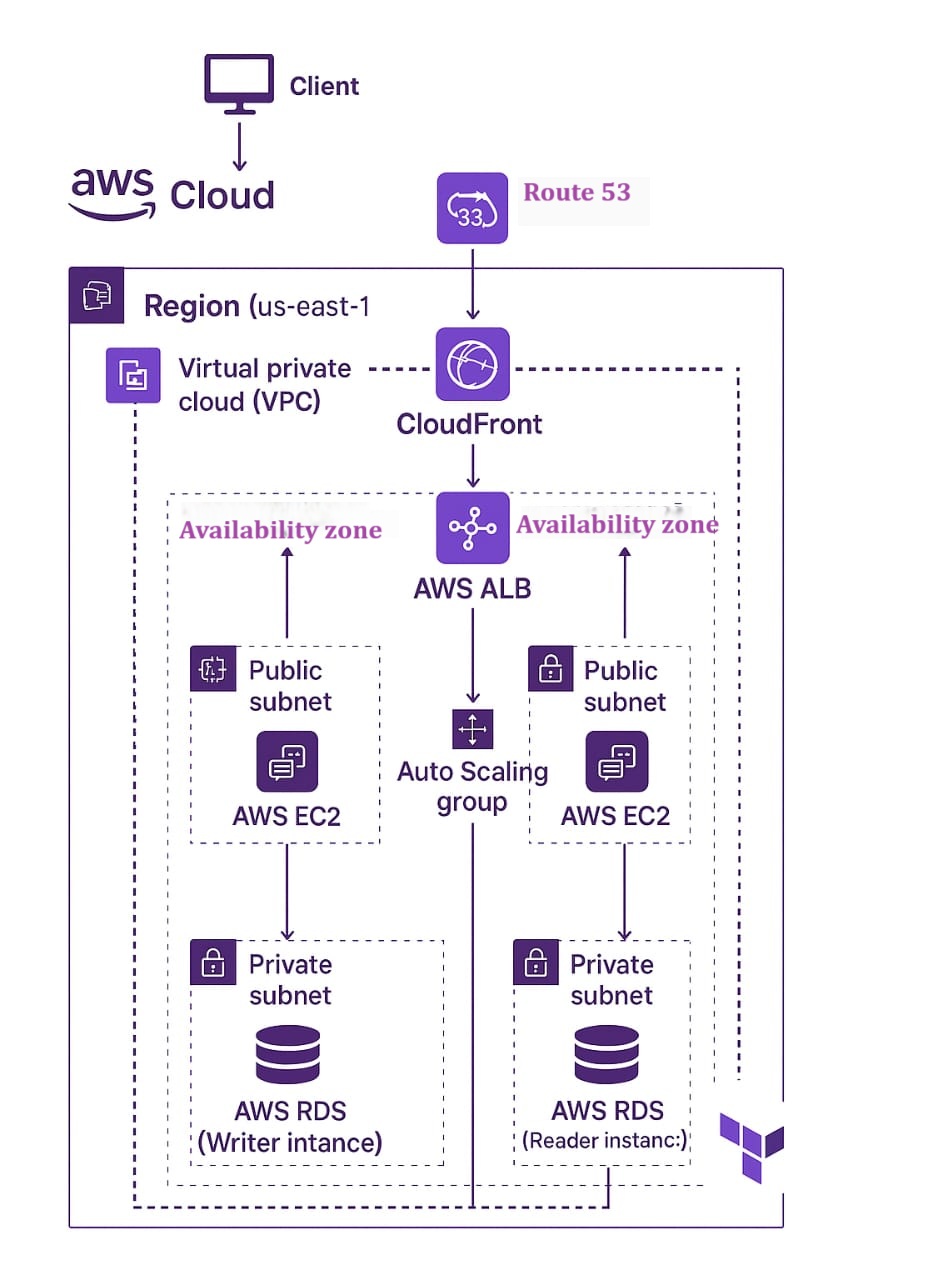 Client
aws Cloud
Route 53
33
Region (us-east-1
Virtual private
cloud (VPC)
CloudFront
Availability zone
Availability zone
AWS ALB
Public
subnet
AWS EC2
Auto Scaling
group
Public
subnet
AWS EC2
Private
subnet
AWS RDS
(Writer intance)
Private
subnet
AWS RDS
(Reader instanc:)